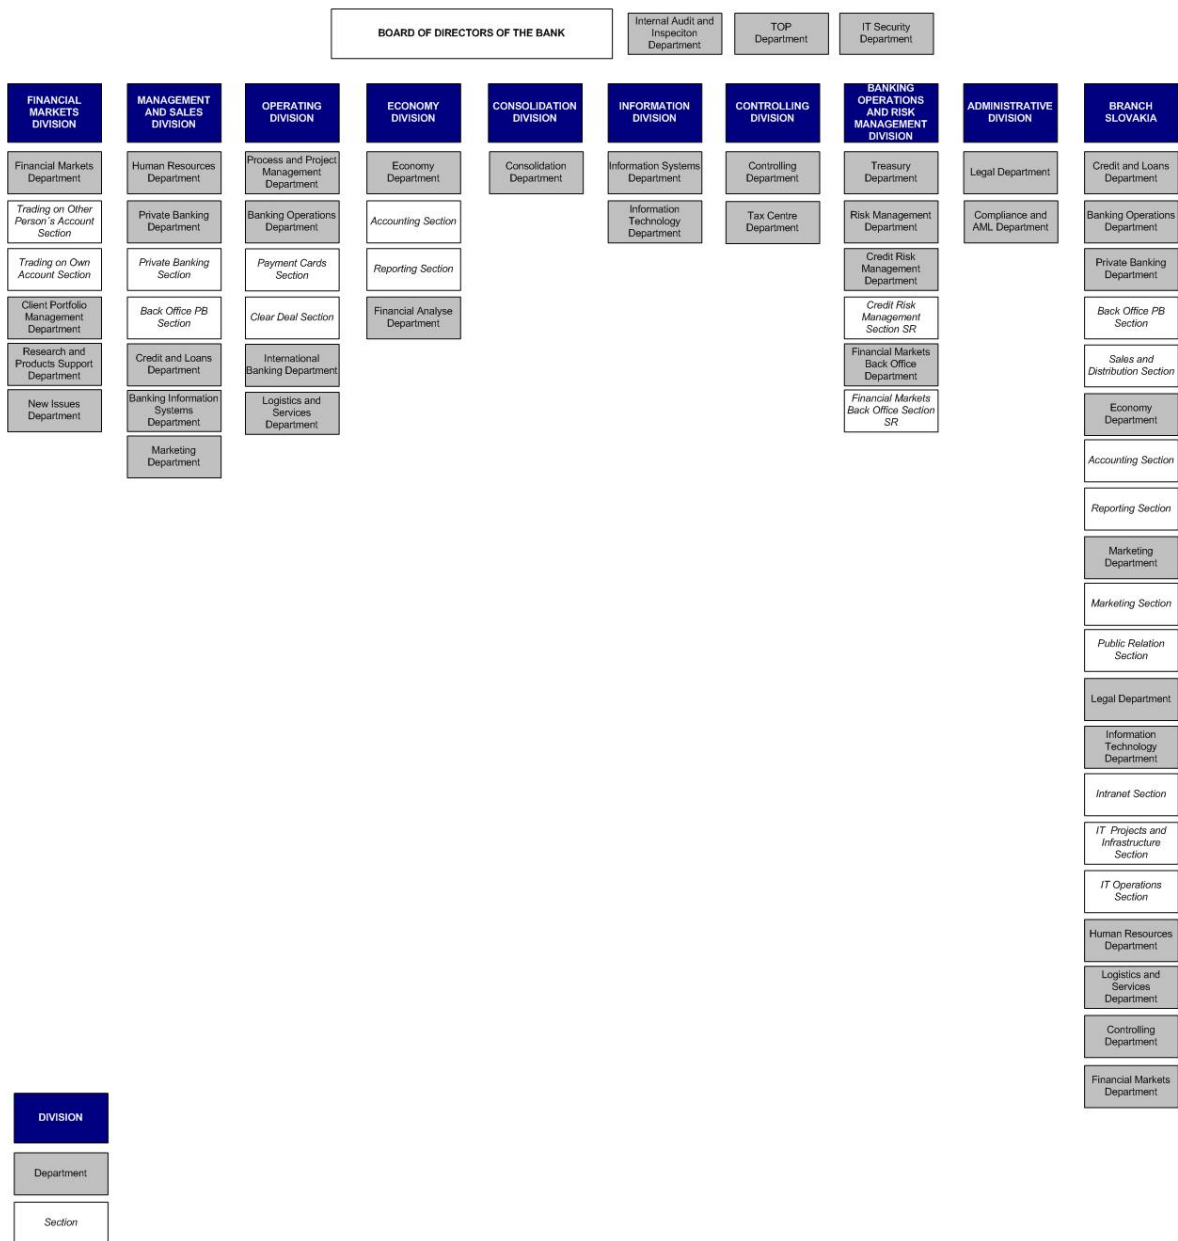 BOARD OF DIRECTORS OF THE BANK
Internal Audit and
Inspeciton
Department
TOP
Department
IT Security
Department
FINANCIAL
MARKETS
DIVISION
Financial Markets
Department
Trading on Other
Person´s Account
Section
Trading on Own
Account Section
Client Portfolio
Management
Department
Research and
Products Support
Department
New Issues
Department
MANAGEMENT
AND SALES
DIVISION
Human Resources
Department
Private Banking
Department
Private Banking
Section
Back Office PB
Section
Credit and Loans
Department
Banking Information
Systems
Department
Marketing
Department
OPERATING
DIVISION
Process and Project
Management
Department
Banking Operations
Department
Payment Cards
Section
Clear Deal Section
International
Banking Department
Logistics and
Services
Department
ECONOMY
DIVISION
Economy
Department
Accounting Section
Reporting Section
Financial Analyse
Department
CONSOLIDATION
DIVISION
Consolidation
Department
INFORMATION
DIVISION
Information Systems
Department
Information
Technology
Department
CONTROLLING
DIVISION
Controlling
Department
Tax Centre
Department
BANKING
OPERATIONS
AND RISK
MANAGEMENT
DIVISION
Treasury
Department
Risk Management
Department
Credit Risk
Management
Department
Credit Risk
Management
Section SR
Financial Markets
Back Office
Department
Financial Markets
Back Office Section
SR
ADMINISTRATIVE
DIVISION
Legal Department
Compliance and
AML Department
BRANCH
SLOVAKIA
Credit and Loans
Department
Banking Operations
Department
Private Banking
Department
Back Office PB
Section
Sales and
Distribution Section
Economy
Department
Accounting Section
Reporting Section
Marketing
Department
Marketing Section
Public Relation
Section
Legal Department
Information
Technology
Department
Intranet Section
IT Projects and
Infrastructure
Section
IT Operations
Section
Human Resources
Department
Logistics and
Services
Department
Controlling
Department
Financial Markets
Department
DIVISION
Department
Section